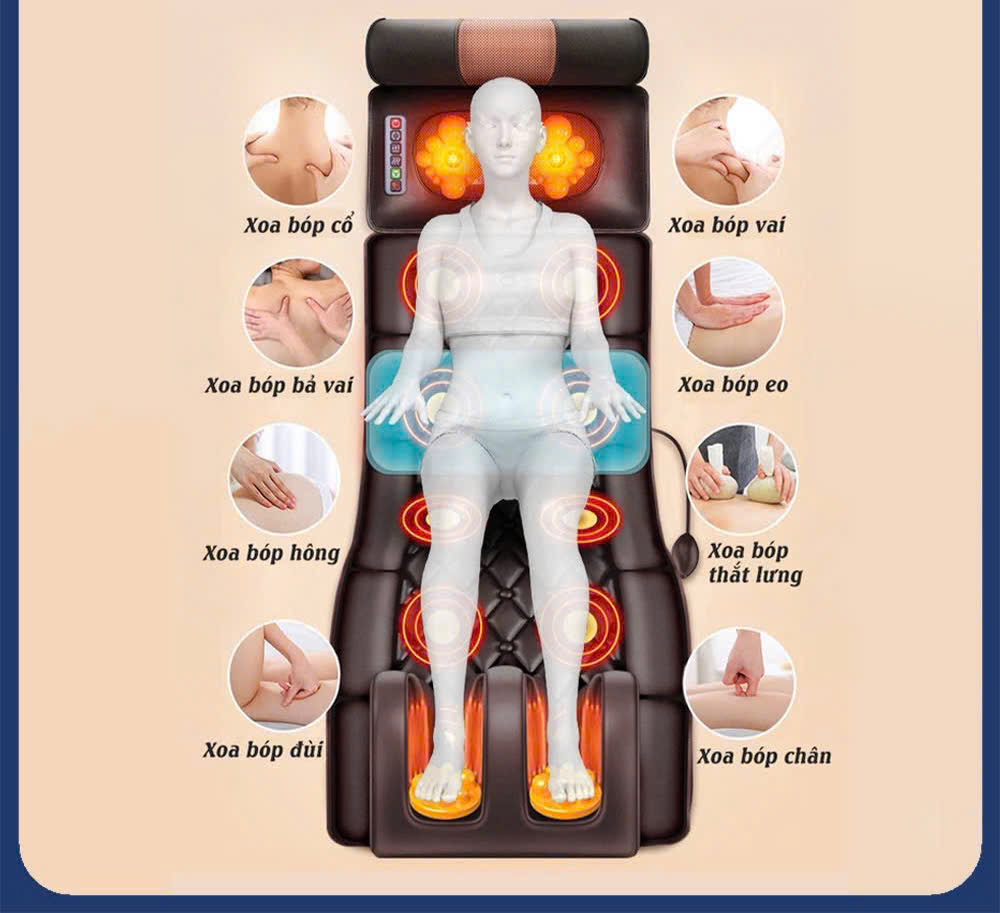 Xoa bóp cổ
Xoa bóp vai
Xoa bóp bả vai
Xoa bóp eo
Xoa bóp hông
Xoa bóp
thắt lưng
Xoa bóp đùi
Xoa bóp chân